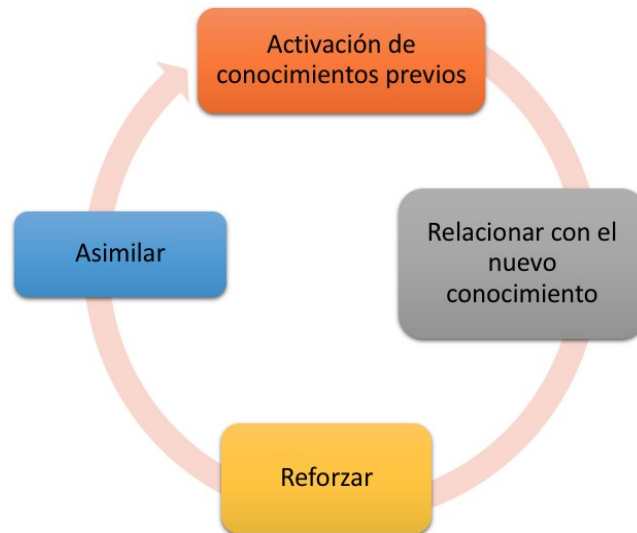 Activación de
conocimientos previos
Relacionar con el
nuevo
conocimiento
Reforzar
Asimilar